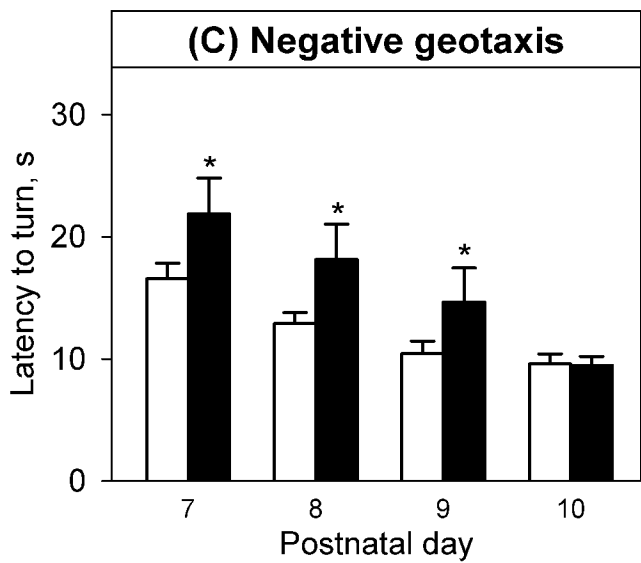 (C) Negative geotaxis
30
20
10
0
Latency to turn, s
*
*
*
7 8 9 10
Postnatal day